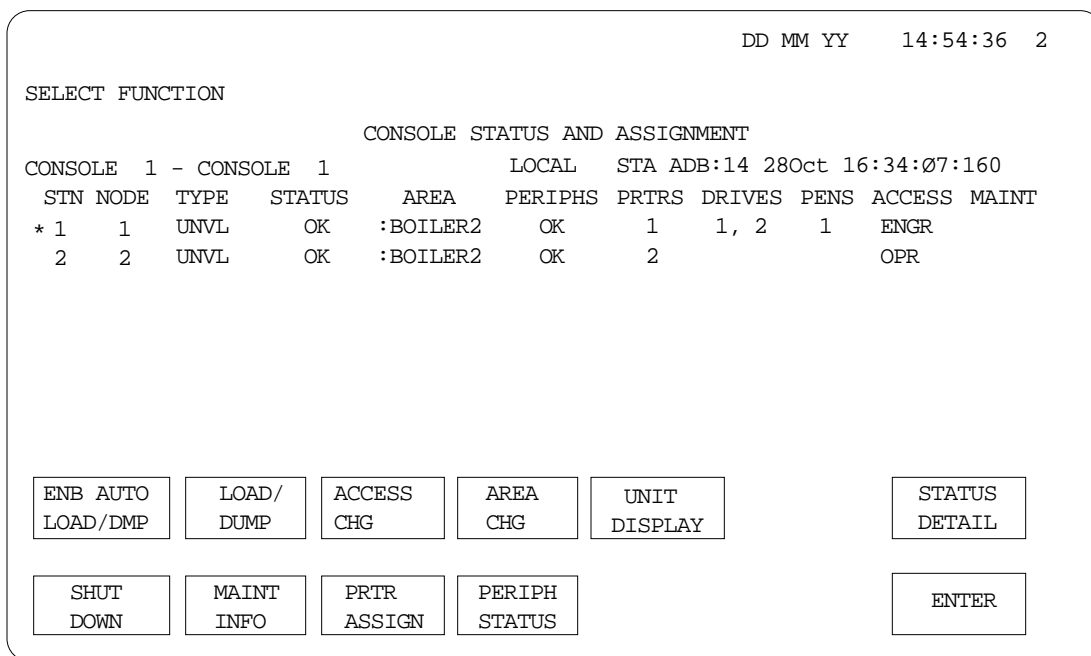 DD MM YY 14:54:36 2
SELECT FUNCTION
CONSOLE STATUS AND ASSIGNMENT
CONSOLE 1 - CONSOLE 1 LOCAL STA ADB:14 28Oct 16:34:Ø7:160
STN NODE TYPE STATUS AREA PERIPHS PRTRS DRIVES PENS ACCESS MAINT
* 1 1 UNVL OK :BOILER2 OK 1 1, 2 1 ENGR
2 2 UNVL OK :BOILER2 OK 2 OPR
ENB AUTO LOAD/ ACCESS AREA UNIT STATUS
LOAD/DMP DUMP CHG CHG DISPLAY DETAIL
SHUT MAINT PRTR PERIPH ENTER
DOWN INFO ASSIGN STATUS